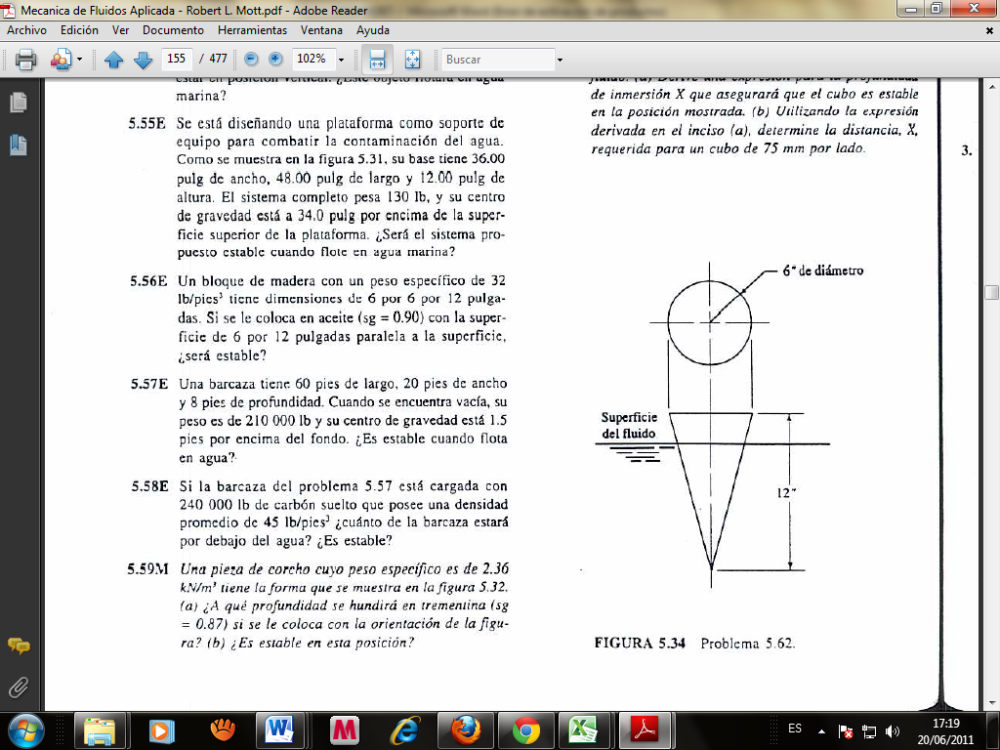 Mecanica de Fluidos Aplicada - Robert L. Mott.pdf - Adobe Reader
Archivo Edición Ver Documento Herramientas Ventana Ayuda
155 / 477 102% Buscar
estar en posición vertical. ¿Este objeto flotará en agua
marina?
5.55E Se está diseñando una plataforma como soporte de
equipo para combatir la contaminación del agua.
Como se muestra en la figura 5.31, su base tiene 36.00
pulg de ancho, 48.00 pulg de largo y 12.00 pulg de
altura. El sistema completo pesa 130 lb, y su centro
de gravedad está a 34.0 pulg por encima de la super-
ficie superior de la plataforma. ¿Será el sistema pro-
puesto estable cuando flote en agua marina?
5.56E Un bloque de madera con un peso específico de 32
lb/pies³ tiene dimensiones de 6 por 6 por 12 pulga-
das. Si se le coloca en aceite (sg = 0.90) con la super-
ficie de 6 por 12 pulgadas paralela a la superficie,
¿será estable?
5.57E Una barcaza tiene 60 pies de largo, 20 pies de ancho
y 8 pies de profundidad. Cuando se encuentra vacía, su
peso es de 210 000 lb y su centro de gravedad está 1.5
pies por encima del fondo. ¿Es estable cuando flota
en agua?
5.58E Si la barcaza del problema 5.57 está cargada con
240 000 lb de carbón suelto que posee una densidad
promedio de 45 lb/pies³ ¿cuánto de la barcaza estará
por debajo del agua? ¿Es estable?
5.59M Una pieza de corcho cuyo peso específico es de 2.36
kN/m³ tiene la forma que se muestra en la figura 5.32.
(a) ¿A qué profundidad se hundirá en trementina (sg
= 0.87) si se le coloca con la orientación de la figu-
ra? (b) ¿Es estable en esta posición?
fluido. (a) Derive una expresión para la profundidad
de inmersión X que asegurará que el cubo es estable
en la posición mostrada. (b) Utilizando la expresión
derivada en el inciso (a), determine la distancia, X,
requerida para un cubo de 75 mm por lado.
3.
6" de diámetro
Superficie
del fluido
12"
FIGURA 5.34 Problema 5.62.
ES
17:19
20/06/2011